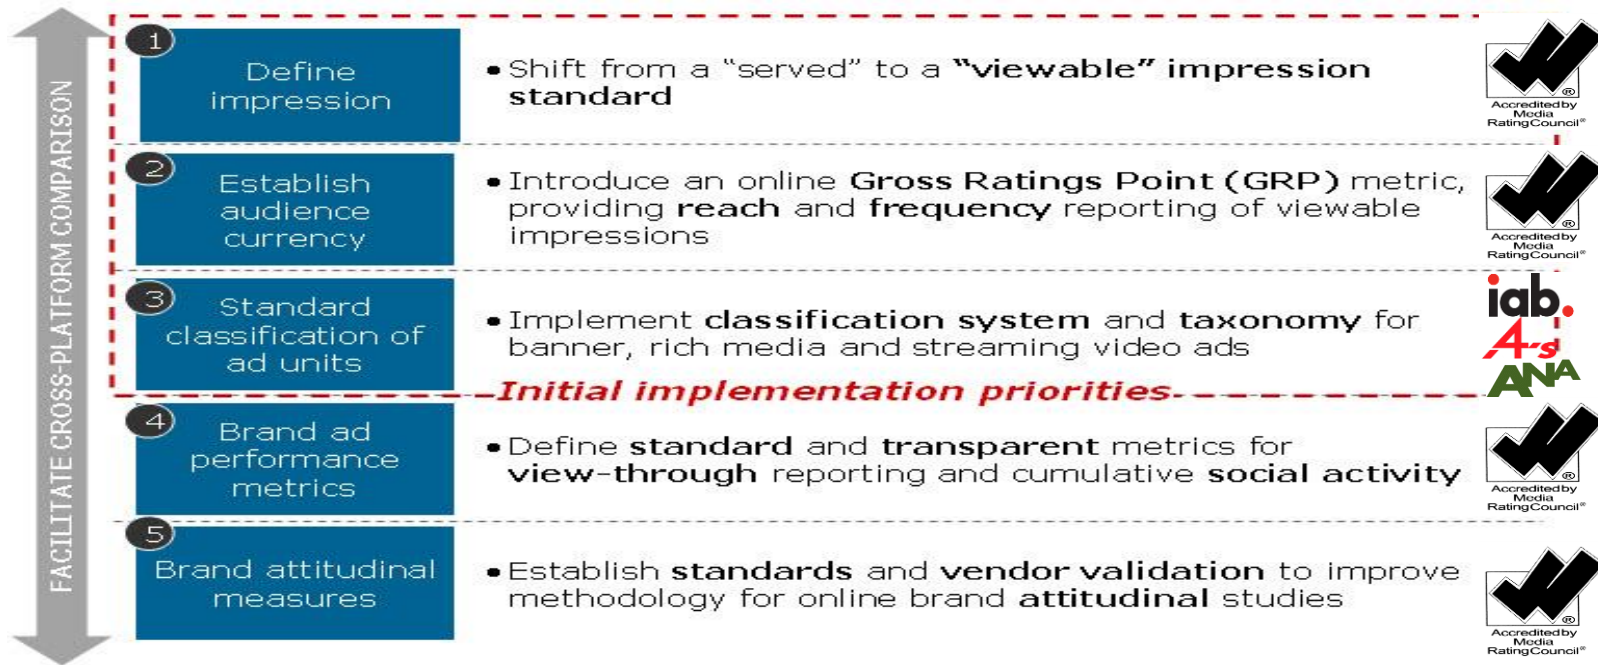 FACILITATE CROSS-PLATFORM COMPARISON
1
Define
impression
• Shift from a “served” to a “viewable” impression
standard
®
Accredited by
Media
Rating Council®
2
Establish
audience
currency
• Introduce an online Gross Ratings Point (GRP) metric,
providing reach and frequency reporting of viewable
impressions
®
Accredited by
Media
Rating Council®
3
Standard
classification of
ad units
• Implement classification system and taxonomy for
banner, rich media and streaming video ads
iab.
4A's
ANA
Initial implementation priorities
4
Brand ad
performance
metrics
• Define standard and transparent metrics for
view-through reporting and cumulative social activity
®
Accredited by
Media
Rating Council®
5
Brand attitudinal
measures
• Establish standards and vendor validation to improve
methodology for online brand attitudinal studies
®
Accredited by
Media
Rating Council®